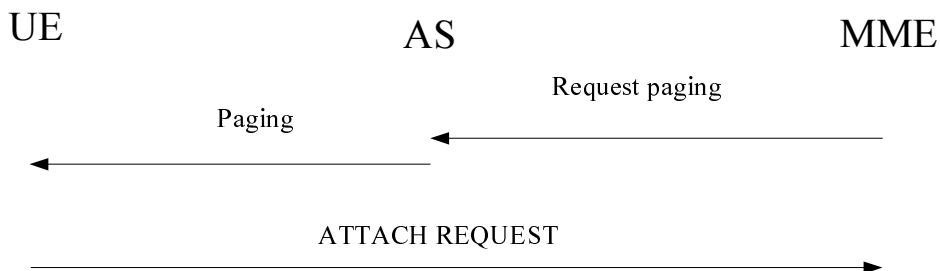 UE
AS
MME
Request paging
Paging
ATTACH REQUEST